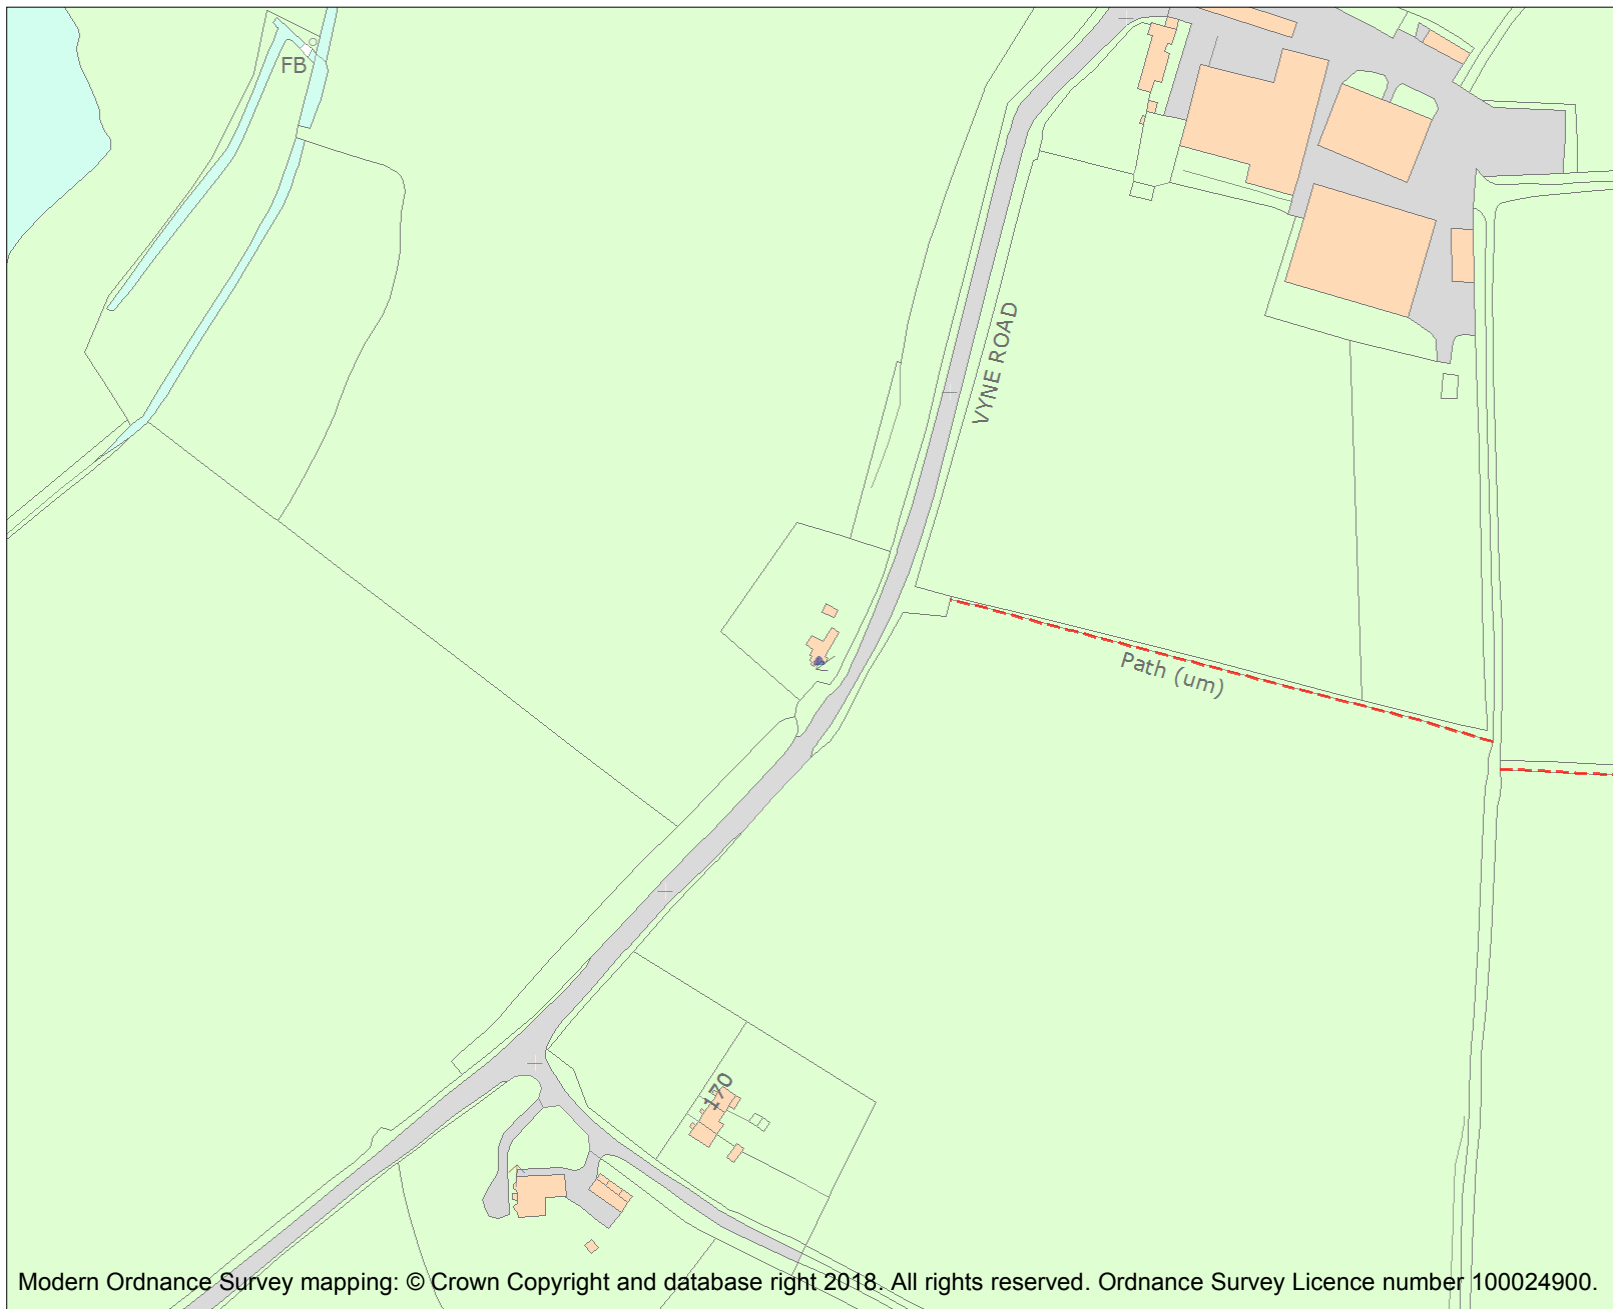 FB
VYNE ROAD
Path (um)
170
Modern Ordnance Survey mapping: © Crown Copyright and database right 2018. All rights reserved. Ordnance Survey Licence number 100024900.